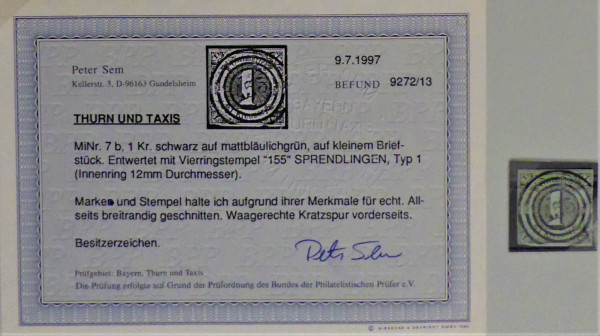 Peter Sem
Kellerstr. 3, D-96163 Gundelsheim
9.7.1997
BEFUND 9272/13
THURN UND TAXIS
MiNr. 7 b, 1 Kr. schwarz auf mattbläulichgrün, auf kleinem Brief-
stück. Entwertet mit Vierringstempel "155" SPRENDLINGEN, Typ 1
(Innenring 12mm Durchmesser).
Marke und Stempel halte ich aufgrund ihrer Merkmale für echt. All-
seits breitrandig geschnitten. Waagerechte Kratzspur vorderseits.
Besitzerzeichen.
Peter Sem
Prüfgebiet: Bayern, Thurn und Taxis
Die Prüfung erfolgte auf Grund der Prüfordnung des Bundes der Philatelistischen Prüfer e.V.